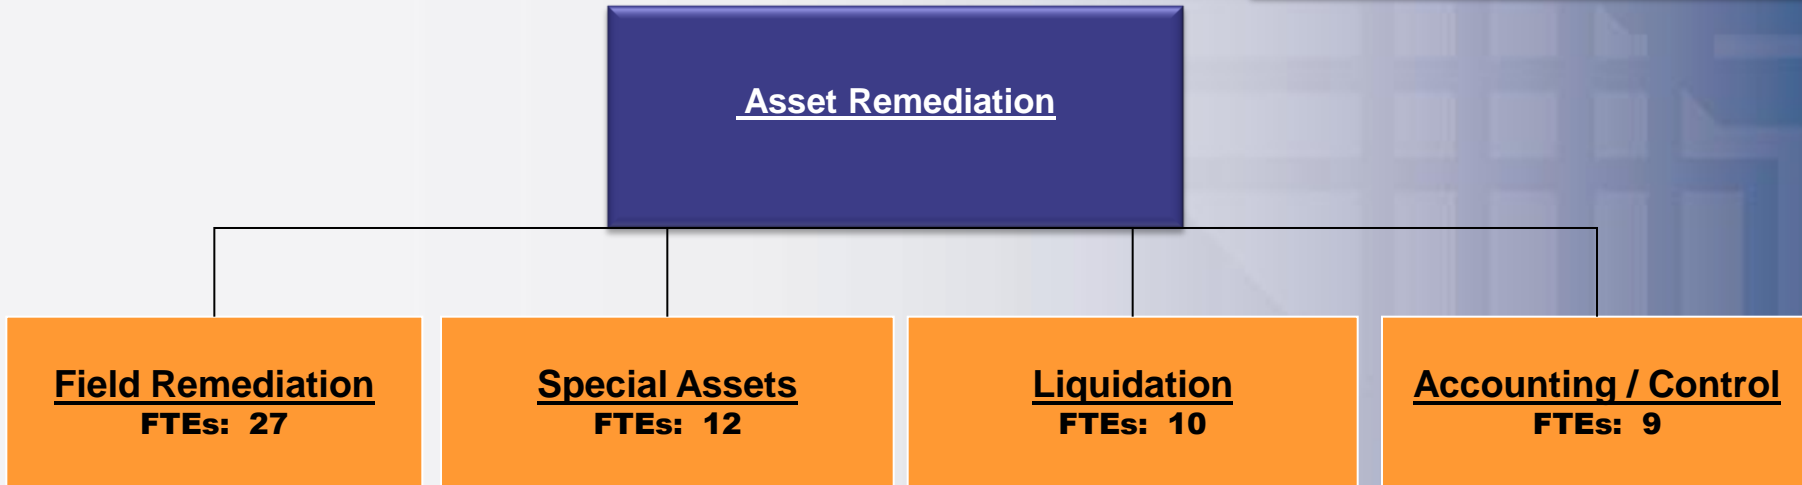 Asset Remediation
Field Remediation
FTEs: 27
Special Assets
FTEs: 12
Liquidation
FTEs: 10
Accounting / Control
FTEs: 9